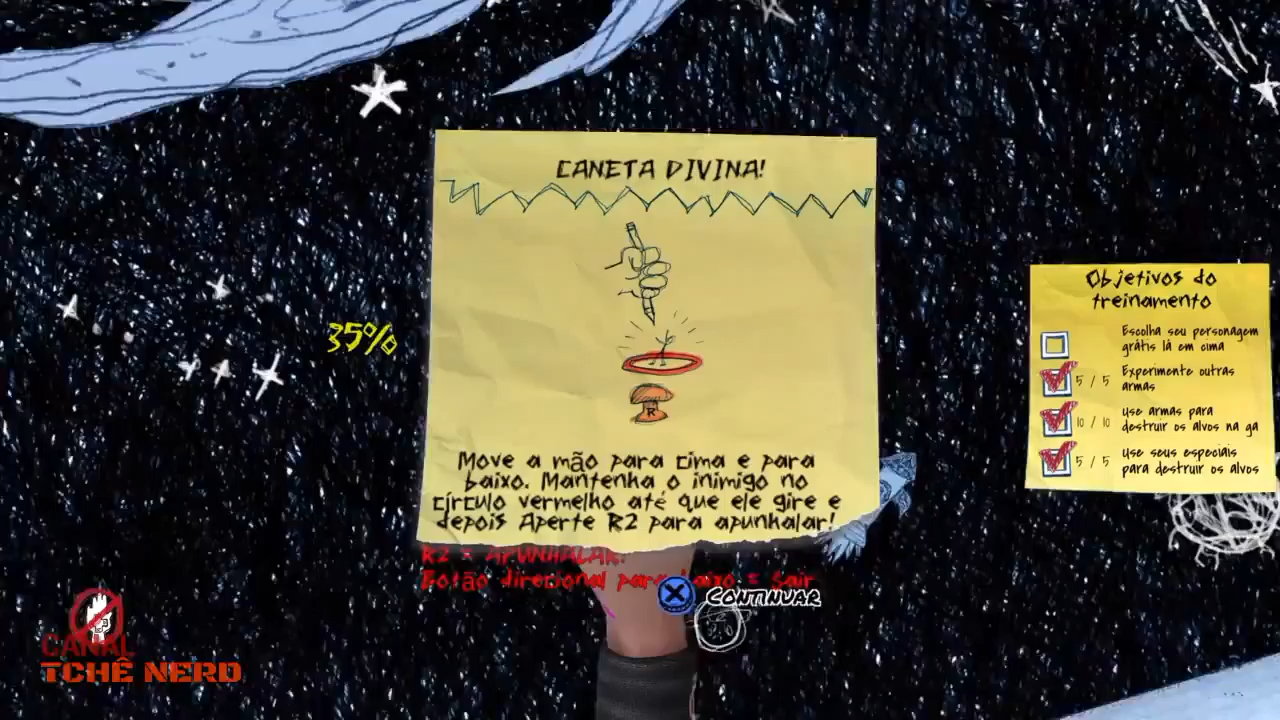 CANETA DIVINA!
35%
R
Move a mão para cima e para
baixo. Mantenha o inimigo no
círculo vermelho até que ele gire e
depois Aperte R2 para apunhalar!
R2 = APUNHALAR.
Botão direcional para baixo = Sair
CONTINUAR
Objetivos do
treinamento
Escolha seu personagem
grátis lá em cima
5 / 5 Experimente outras
armas
10 / 10 Use armas para
destruir os alvos na ga
5 / 5 Use seus especiais
para destruir os alvos
CANAL
TCHÊ NERD